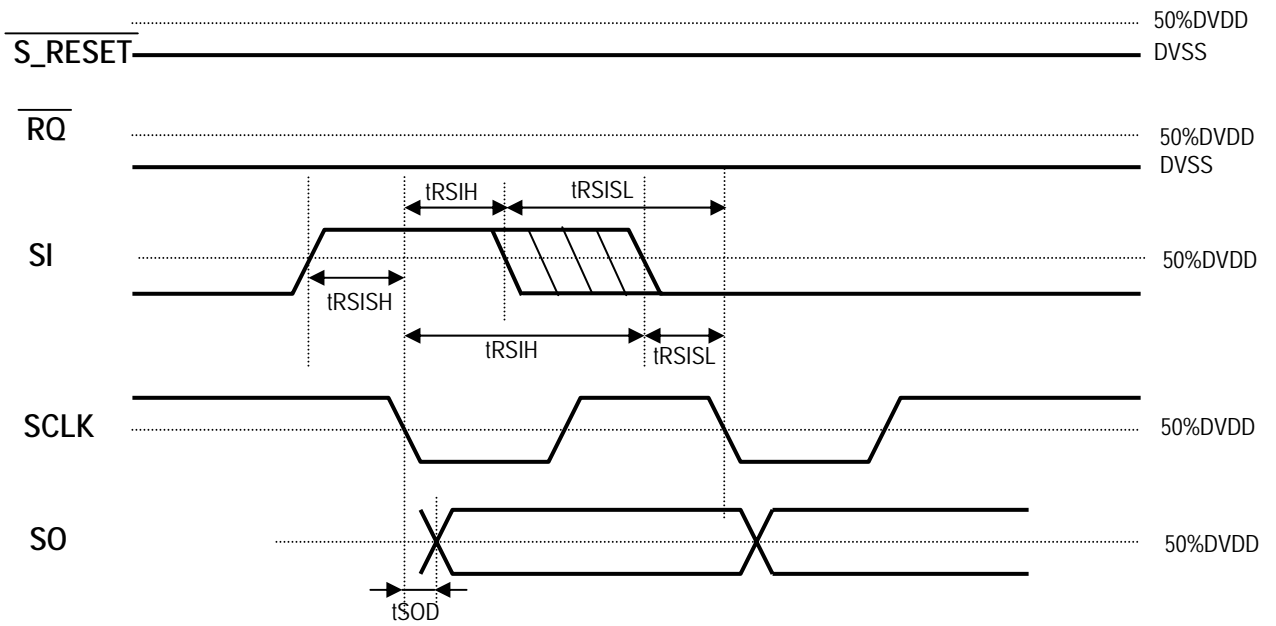 50%DVDD
S_RESET
DVSS
RQ
50%DVDD
DVSS
tRSIH
tRSISL
SI
50%DVDD
tRSISH
tRSIH
tRSISL
SCLK
50%DVDD
SO
50%DVDD
tSOD